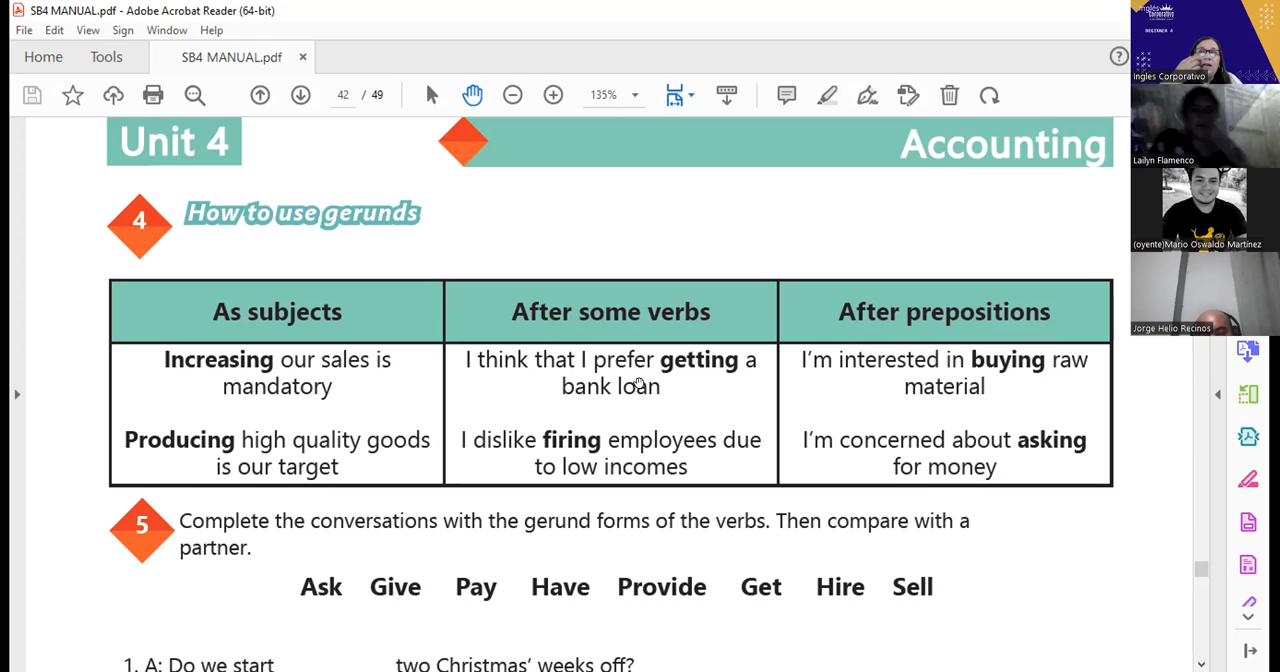 SB4 MANUAL.pdf - Adobe Acrobat Reader (64-bit)
File Edit View Sign Window Help
Home Tools SB4 MANUAL.pdf ×
42 / 49 135%
Unit 4
Accounting
4 How to use gerunds
As subjects After some verbs After prepositions
Increasing our sales is
mandatory
Producing high quality goods
is our target
I think that I prefer getting a
bank loan
I dislike firing employees due
to low incomes
I'm interested in buying raw
material
I'm concerned about asking
for money
5 Complete the conversations with the gerund forms of the verbs. Then compare with a
partner.
Ask Give Pay Have Provide Get Hire Sell
1. A: Do we start two Christmas' weeks off?
Inglés
Corporativo
BEGINNER 4
Ingles Corporativo
Lailyn Flamenco
(oyente)Mario Oswaldo Martínez
Jorge Helio Recinos